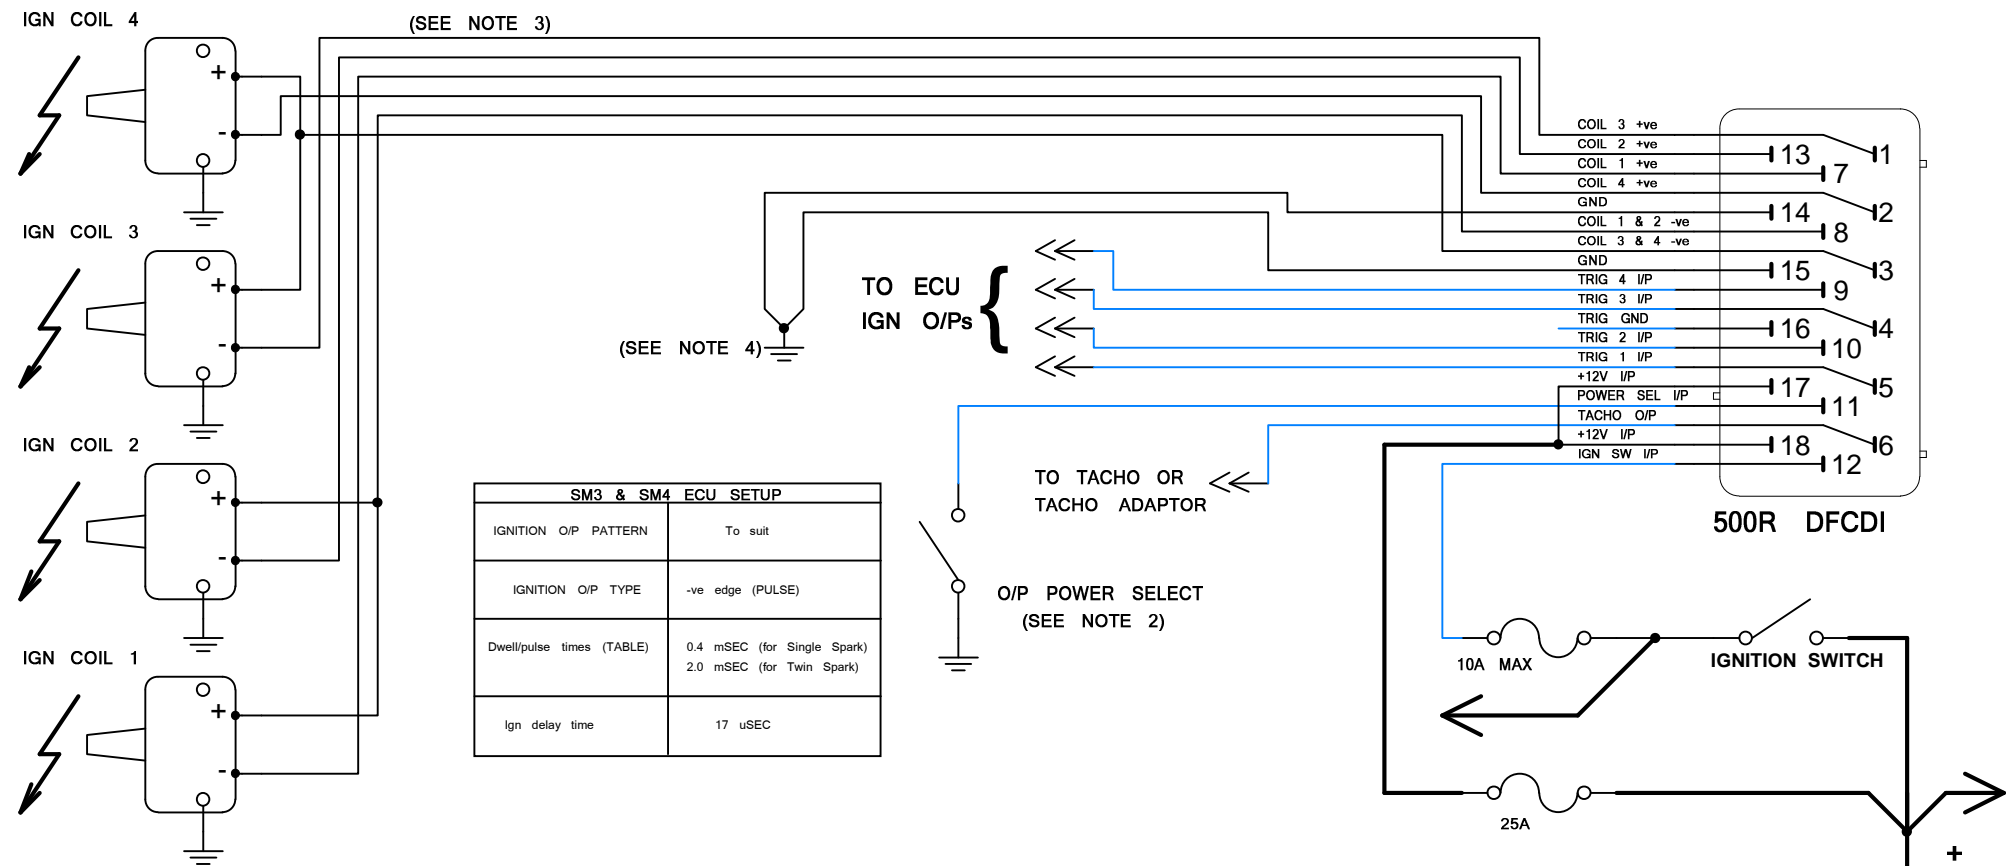 IGN COIL 4
(SEE NOTE 3)
+
-
IGN COIL 3
+
-
IGN COIL 2
+
-
IGN COIL 1
+
-
COIL 3 +ve
COIL 2 +ve
COIL 1 +ve
COIL 4 +ve
GND
COIL 1 & 2 -ve
COIL 3 & 4 -ve
GND
TRIG 4 I/P
TRIG 3 I/P
TRIG GND
TRIG 2 I/P
TRIG 1 I/P
+12V I/P
POWER SEL I/P
TACHO O/P
+12V I/P
IGN SW I/P
13 1
7
14 2
8
15 3
9
16 4
10
17 5
11
18 6
12
500R DFCDI
TO ECU
IGN O/Ps
{
(SEE NOTE 4)
TO TACHO OR
TACHO ADAPTOR
O/P POWER SELECT
(SEE NOTE 2)
SM3 & SM4 ECU SETUP
IGNITION O/P PATTERN To suit
IGNITION O/P TYPE -ve edge (PULSE)
Dwell/pulse times (TABLE) 0.4 mSEC (for Single Spark)
2.0 mSEC (for Twin Spark)
Ign delay time 17 uSEC
10A MAX
IGNITION SWITCH
25A
+